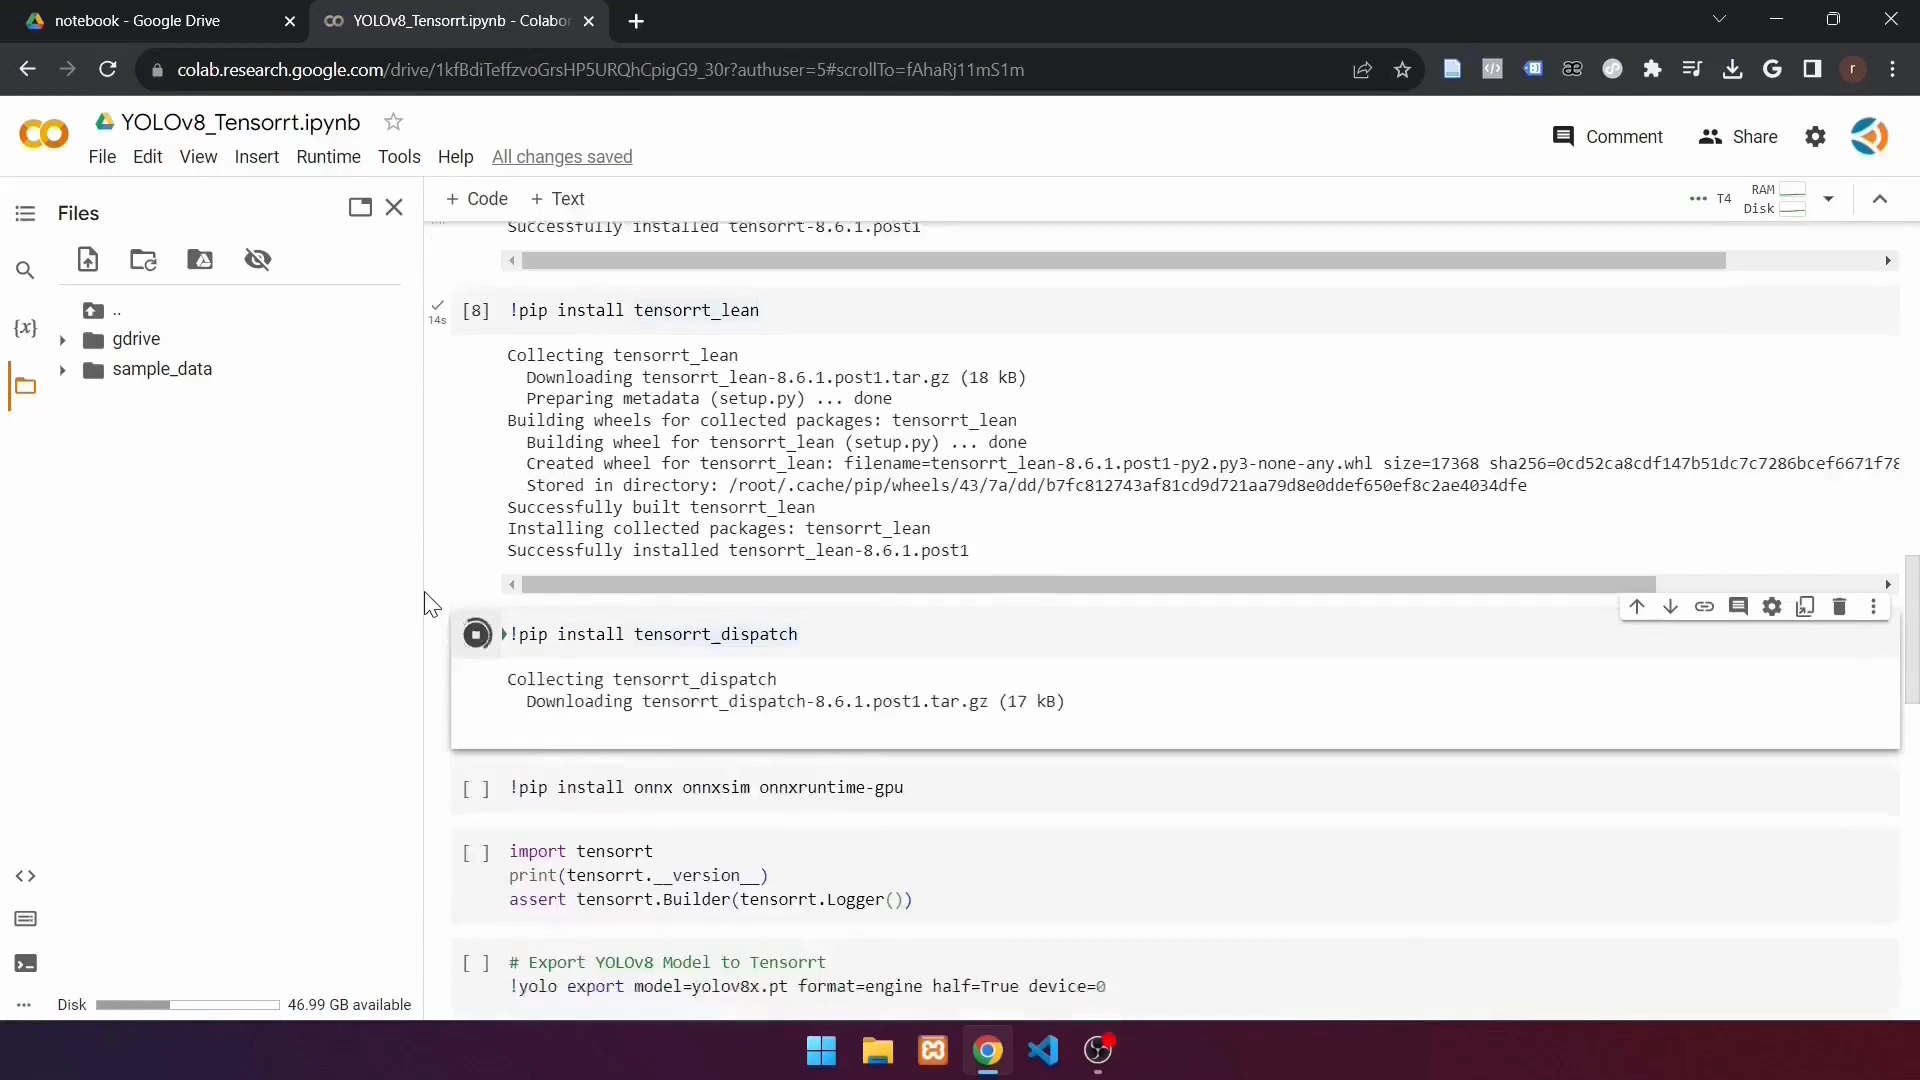 notebook - Google Drive
YOLOv8_Tensorrt.ipynb - Colabor
colab.research.google.com/drive/1kfBdiTeffzvoGrsHP5URQhCpigG9_30r?authuser=5#scrollTo=fAhaRj11mS1m
YOLOv8_Tensorrt.ipynb
Comment
Share
File Edit View Insert Runtime Tools Help All changes saved
Files
+ Code + Text
T4
RAM
Disk
..
gdrive
sample_data
{x}
Successfully installed tensorrt-8.6.1.post1
14s
[8] !pip install tensorrt_lean
Collecting tensorrt_lean
Downloading tensorrt_lean-8.6.1.post1.tar.gz (18 kB)
Preparing metadata (setup.py) ... done
Building wheels for collected packages: tensorrt_lean
Building wheel for tensorrt_lean (setup.py) ... done
Created wheel for tensorrt_lean: filename=tensorrt_lean-8.6.1.post1-py2.py3-none-any.whl size=17368 sha256=0cd52ca8cdf147b51dc7c7286bcef6671f78
Stored in directory: /root/.cache/pip/wheels/43/7a/dd/b7fc812743af81cd9d721aa79d8e0ddef650ef8c2ae4034dfe
Successfully built tensorrt_lean
Installing collected packages: tensorrt_lean
Successfully installed tensorrt_lean-8.6.1.post1
!pip install tensorrt_dispatch
Collecting tensorrt_dispatch
Downloading tensorrt_dispatch-8.6.1.post1.tar.gz (17 kB)
[ ] !pip install onnx onnxsim onnxruntime-gpu
[ ] import tensorrt
print(tensorrt.__version__)
assert tensorrt.Builder(tensorrt.Logger())
[ ] # Export YOLOv8 Model to Tensorrt
!yolo export model=yolov8x.pt format=engine half=True device=0
Disk 46.99 GB available